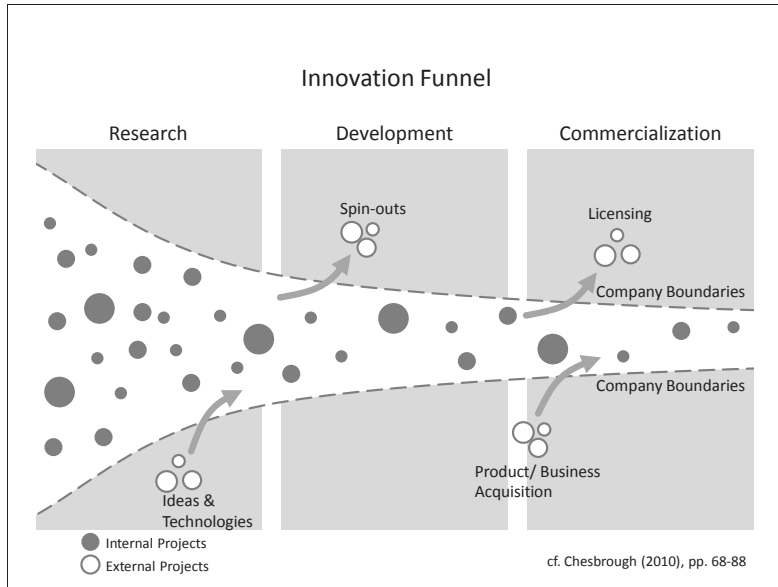 Innovation Funnel
Research
Development
Commercialization
Spin-outs
Licensing
Company Boundaries
Company Boundaries
Ideas &
Technologies
Product/ Business
Acquisition
Internal Projects
External Projects
cf. Chesbrough (2010), pp. 68-88